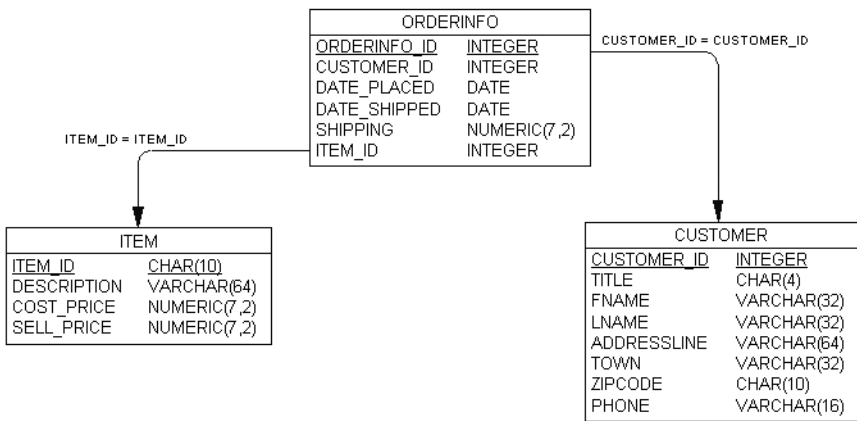 ORDERINFO
ORDERINFO_ID INTEGER
CUSTOMER_ID INTEGER
DATE_PLACED DATE
DATE_SHIPPED DATE
SHIPPING NUMERIC(7,2)
ITEM_ID INTEGER
CUSTOMER_ID = CUSTOMER_ID
ITEM_ID = ITEM_ID
ITEM
ITEM_ID CHAR(10)
DESCRIPTION VARCHAR(64)
COST_PRICE NUMERIC(7,2)
SELL_PRICE NUMERIC(7,2)
CUSTOMER
CUSTOMER_ID INTEGER
TITLE CHAR(4)
FNAME VARCHAR(32)
LNAME VARCHAR(32)
ADDRESSLINE VARCHAR(64)
TOWN VARCHAR(32)
ZIPCODE CHAR(10)
PHONE VARCHAR(16)